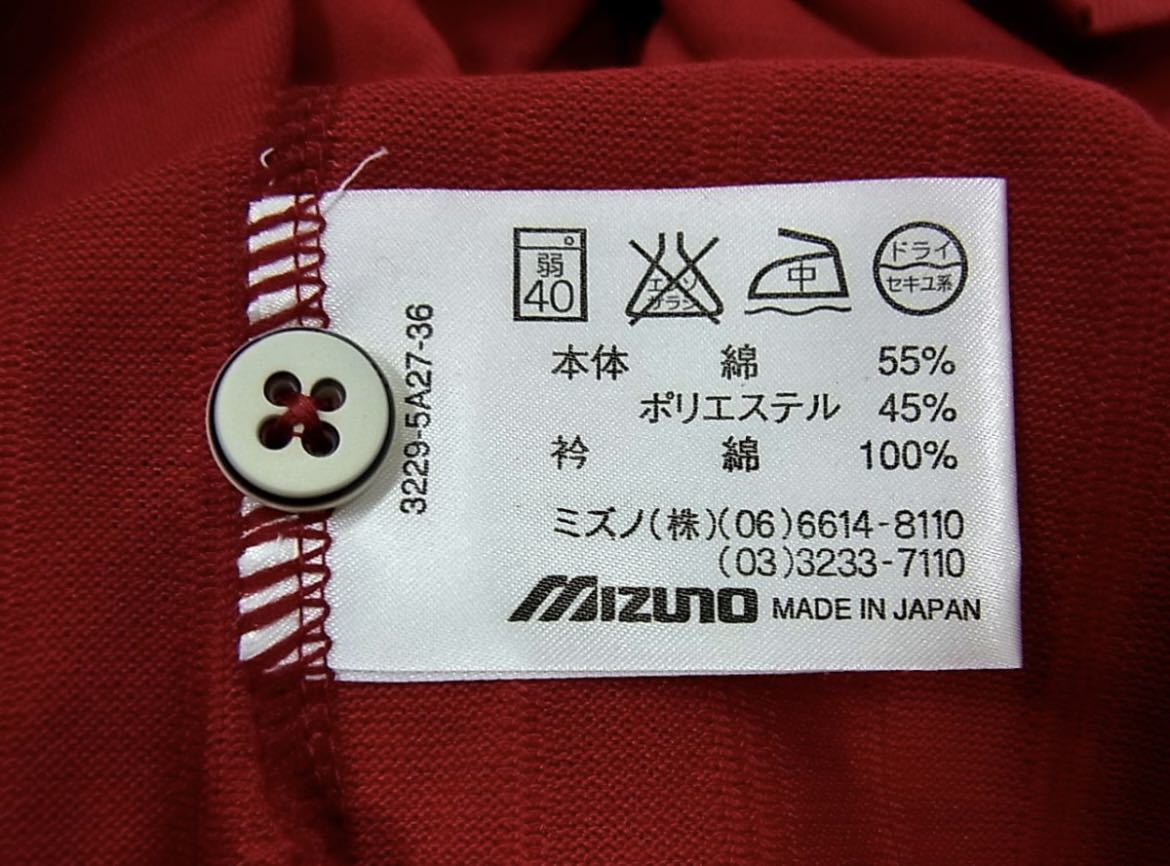 弱
40
エンソ
サラシ
中
ドライ
セキユ系
本体 綿 55%
ポリエステル 45%
衿 綿 100%
ミズノ(株)(06)6614-8110
(03)3233-7110
MIZUNO MADE IN JAPAN
3229-5A27-36